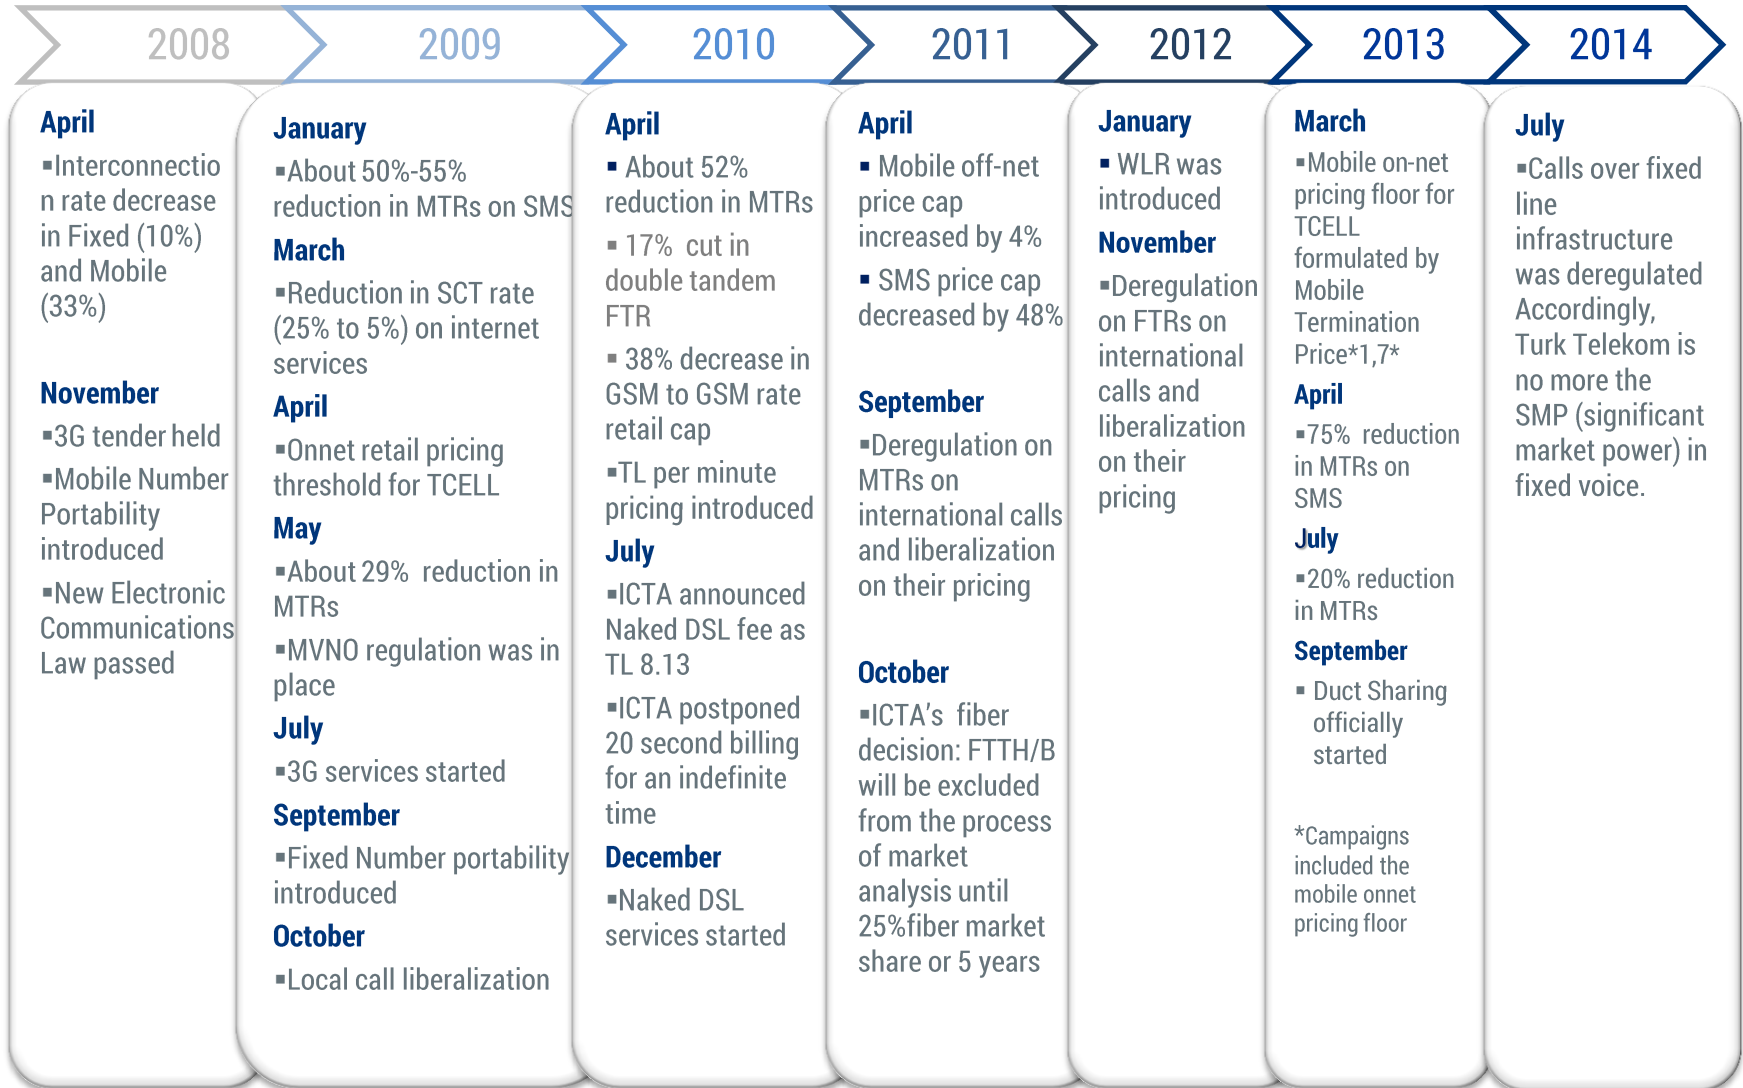 2008
2009
2010
2011
2012
2013
2014
April
▪Interconnectio
n rate decrease
in Fixed (10%)
and Mobile
(33%)
November
▪3G tender held
▪Mobile Number
Portability
introduced
▪New Electronic
Communications
Law passed
January
▪About 50%-55%
reduction in MTRs on SMS
March
▪Reduction in SCT rate
(25% to 5%) on internet
services
April
▪Onnet retail pricing
threshold for TCELL
May
▪About 29% reduction in
MTRs
▪MVNO regulation was in
place
July
▪3G services started
September
▪Fixed Number portability
introduced
October
▪Local call liberalization
April
▪ About 52%
reduction in MTRs
▪ 17% cut in
double tandem
FTR
▪ 38% decrease in
GSM to GSM rate
retail cap
▪TL per minute
pricing introduced
July
▪ICTA announced
Naked DSL fee as
TL 8.13
▪ICTA postponed
20 second billing
for an indefinite
time
December
▪Naked DSL
services started
April
▪ Mobile off-net
price cap
increased by 4%
▪ SMS price cap
decreased by 48%
September
▪Deregulation on
MTRs on
international calls
and liberalization
on their pricing
October
▪ICTA’s fiber
decision: FTTH/B
will be excluded
from the process
of market
analysis until
25%fiber market
share or 5 years
January
▪ WLR was
introduced
November
▪Deregulation
on FTRs on
international
calls and
liberalization
on their
pricing
March
▪Mobile on-net
pricing floor for
TCELL
formulated by
Mobile
Termination
Price*1,7*
April
▪75% reduction
in MTRs on
SMS
July
▪20% reduction
in MTRs
September
▪ Duct Sharing
officially
started
*Campaigns
included the
mobile onnet
pricing floor
July
▪Calls over fixed
line
infrastructure
was deregulated
Accordingly,
Turk Telekom is
no more the
SMP (significant
market power) in
fixed voice.